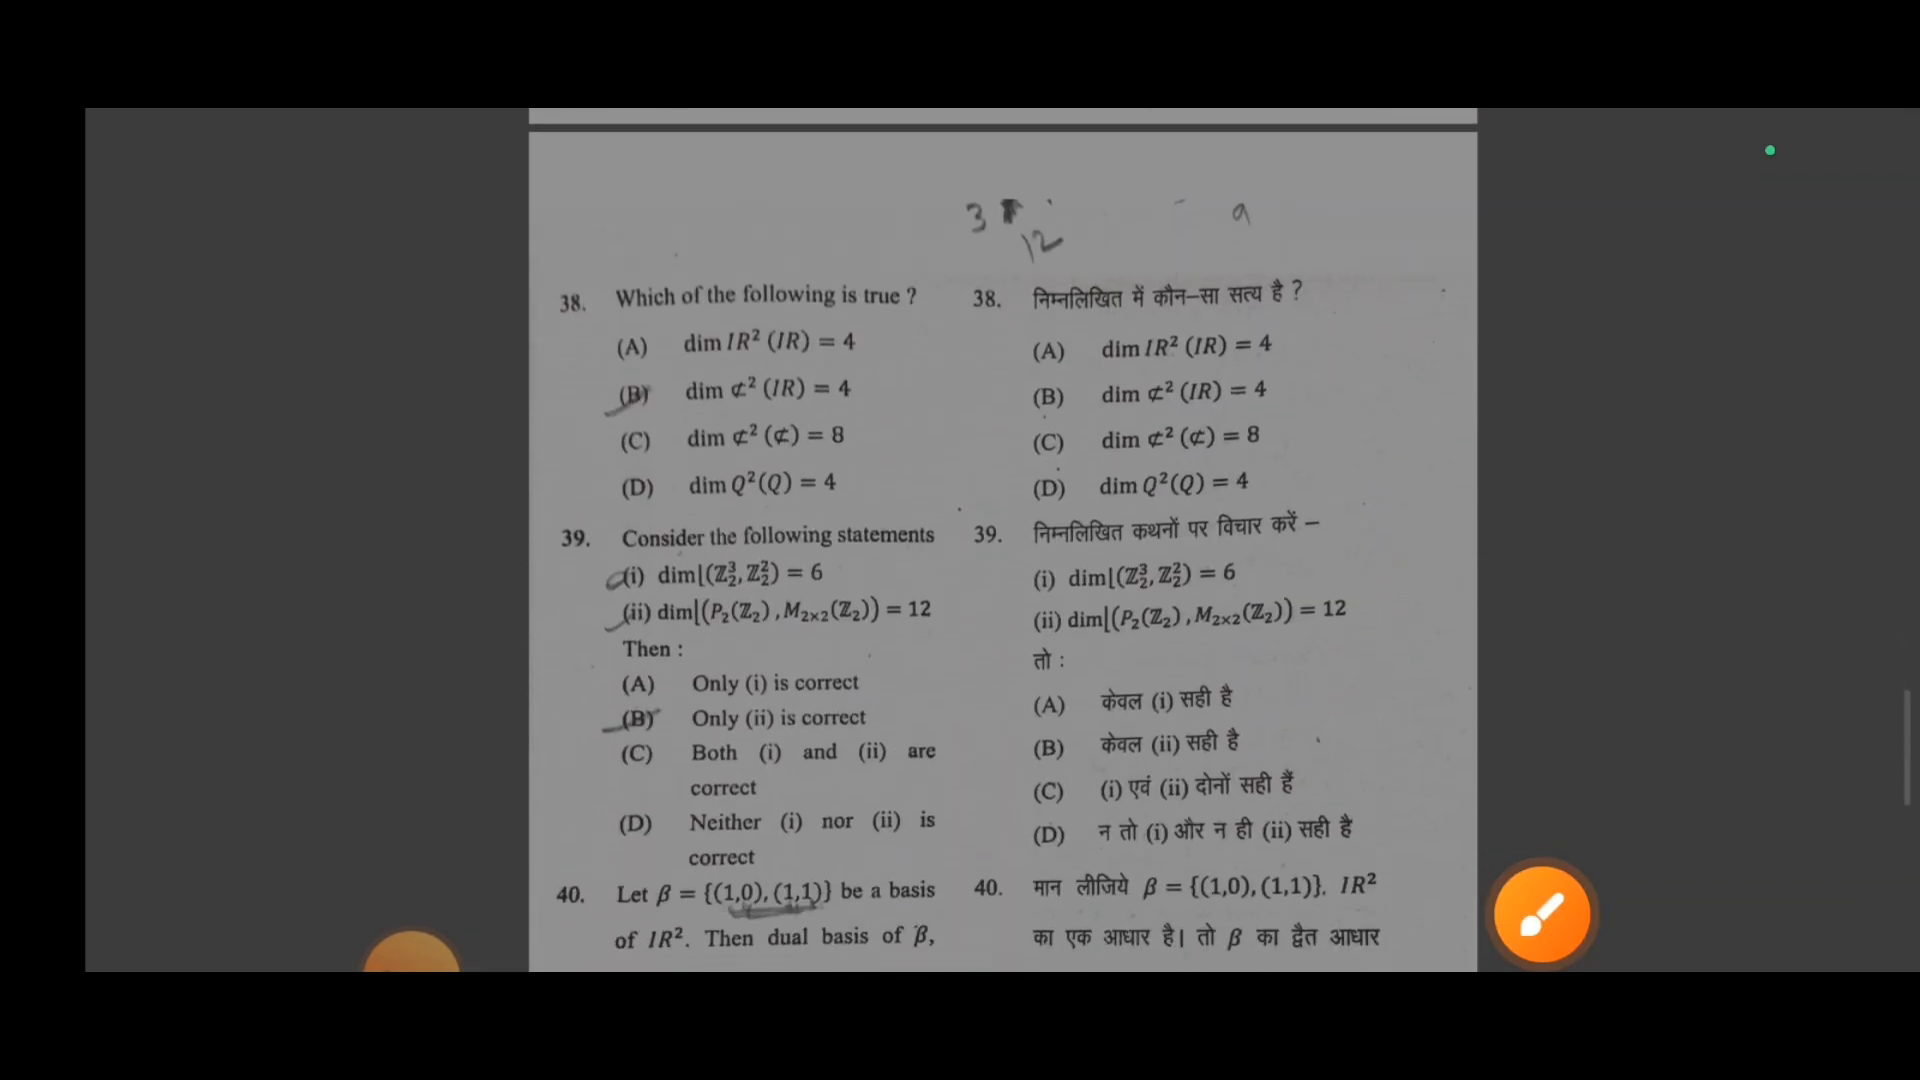 3
12
9
38. Which of the following is true ?
(A) dim IR² (IR) = 4
(B) dim ⊄² (IR) = 4
(C) dim ⊄² (⊄) = 8
(D) dim Q²(Q) = 4
39. Consider the following statements
(i) dim⌊(ℤ₂³, ℤ₂²) = 6
(ii) dim⌊(P₂(ℤ₂) , M₂ₓ₂(ℤ₂)) = 12
Then :
(A) Only (i) is correct
(B) Only (ii) is correct
(C) Both (i) and (ii) are
correct
(D) Neither (i) nor (ii) is
correct
40. Let β = {(1,0), (1,1)} be a basis
of IR². Then dual basis of β,
38. निम्नलिखित में कौन-सा सत्य है ?
(A) dim IR² (IR) = 4
(B) dim ⊄² (IR) = 4
(C) dim ⊄² (⊄) = 8
(D) dim Q²(Q) = 4
39. निम्नलिखित कथनों पर विचार करें –
(i) dim⌊(ℤ₂³, ℤ₂²) = 6
(ii) dim⌊(P₂(ℤ₂) , M₂ₓ₂(ℤ₂)) = 12
तो :
(A) केवल (i) सही है
(B) केवल (ii) सही है
(C) (i) एवं (ii) दोनों सही हैं
(D) न तो (i) और न ही (ii) सही है
40. मान लीजिये β = {(1,0), (1,1)}, IR²
का एक आधार है। तो β का द्वैत आधार